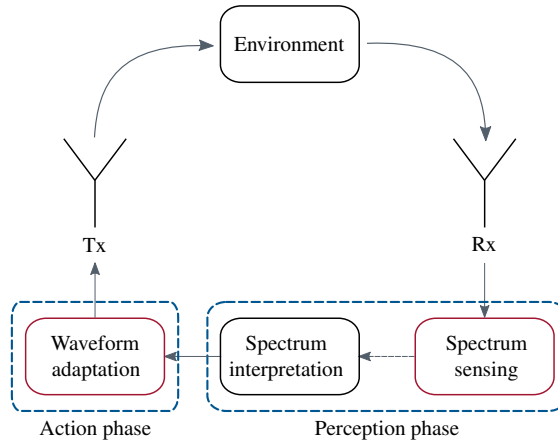 Environment
Tx
Rx
Waveform
adaptation
Spectrum
interpretation
Spectrum
sensing
Action phase
Perception phase